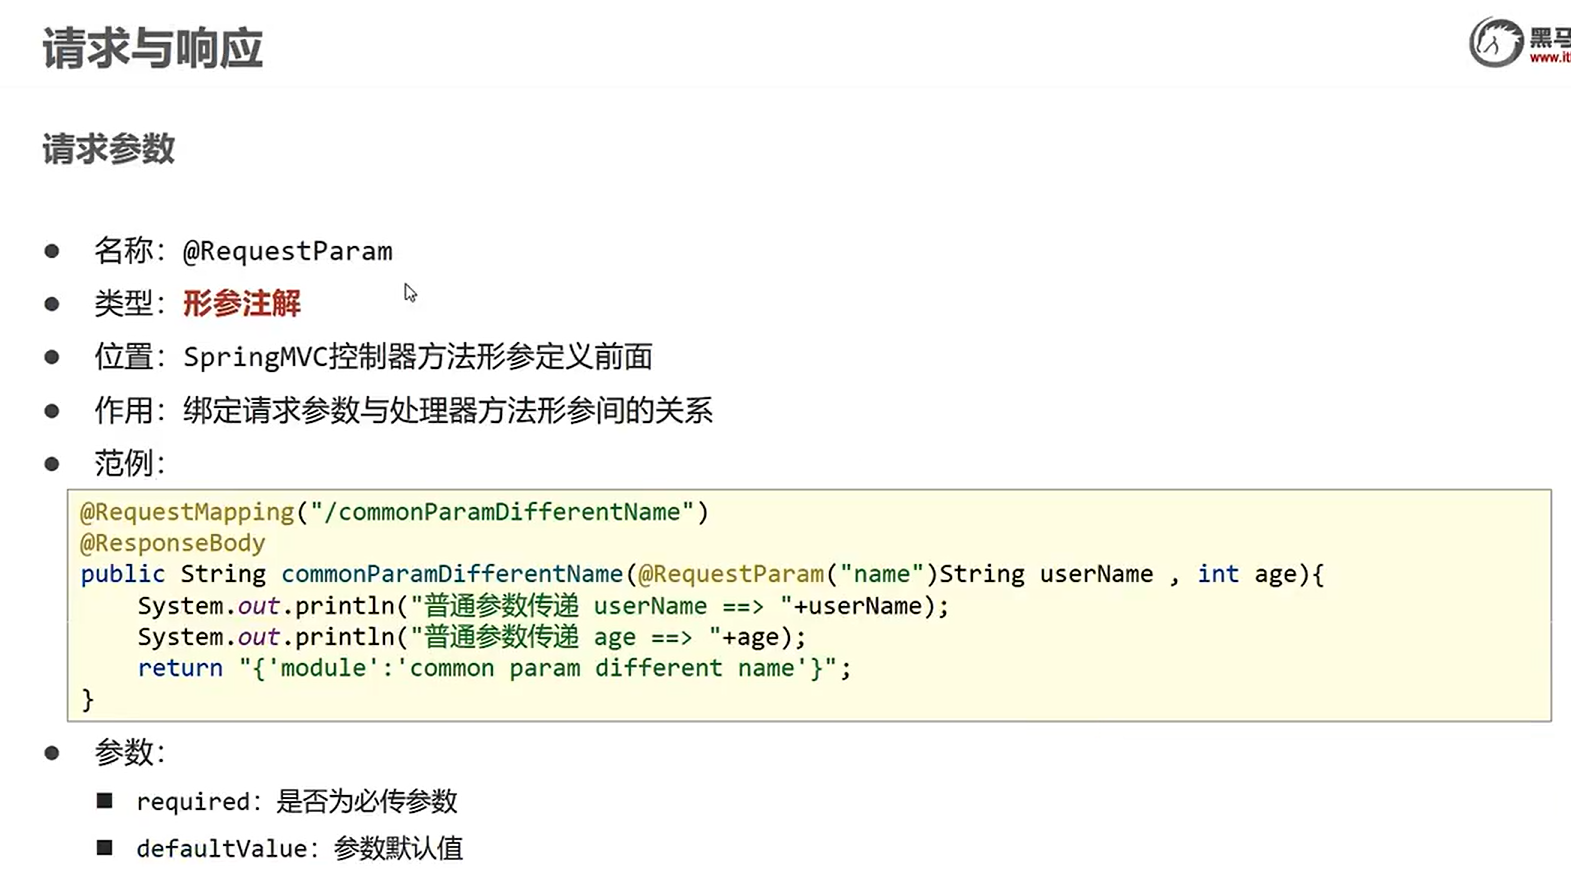 请求与响应
黑马
www.it
请求参数
● 名称：@RequestParam
● 类型：形参注解
● 位置：SpringMVC控制器方法形参定义前面
● 作用：绑定请求参数与处理器方法形参间的关系
● 范例：
@RequestMapping("/commonParamDifferentName")
@ResponseBody
public String commonParamDifferentName(@RequestParam("name")String userName , int age){
    System.out.println("普通参数传递 userName ==> "+userName);
    System.out.println("普通参数传递 age ==> "+age);
    return "{'module':'common param different name'}";
}
● 参数：
■ required：是否为必传参数
■ defaultValue：参数默认值